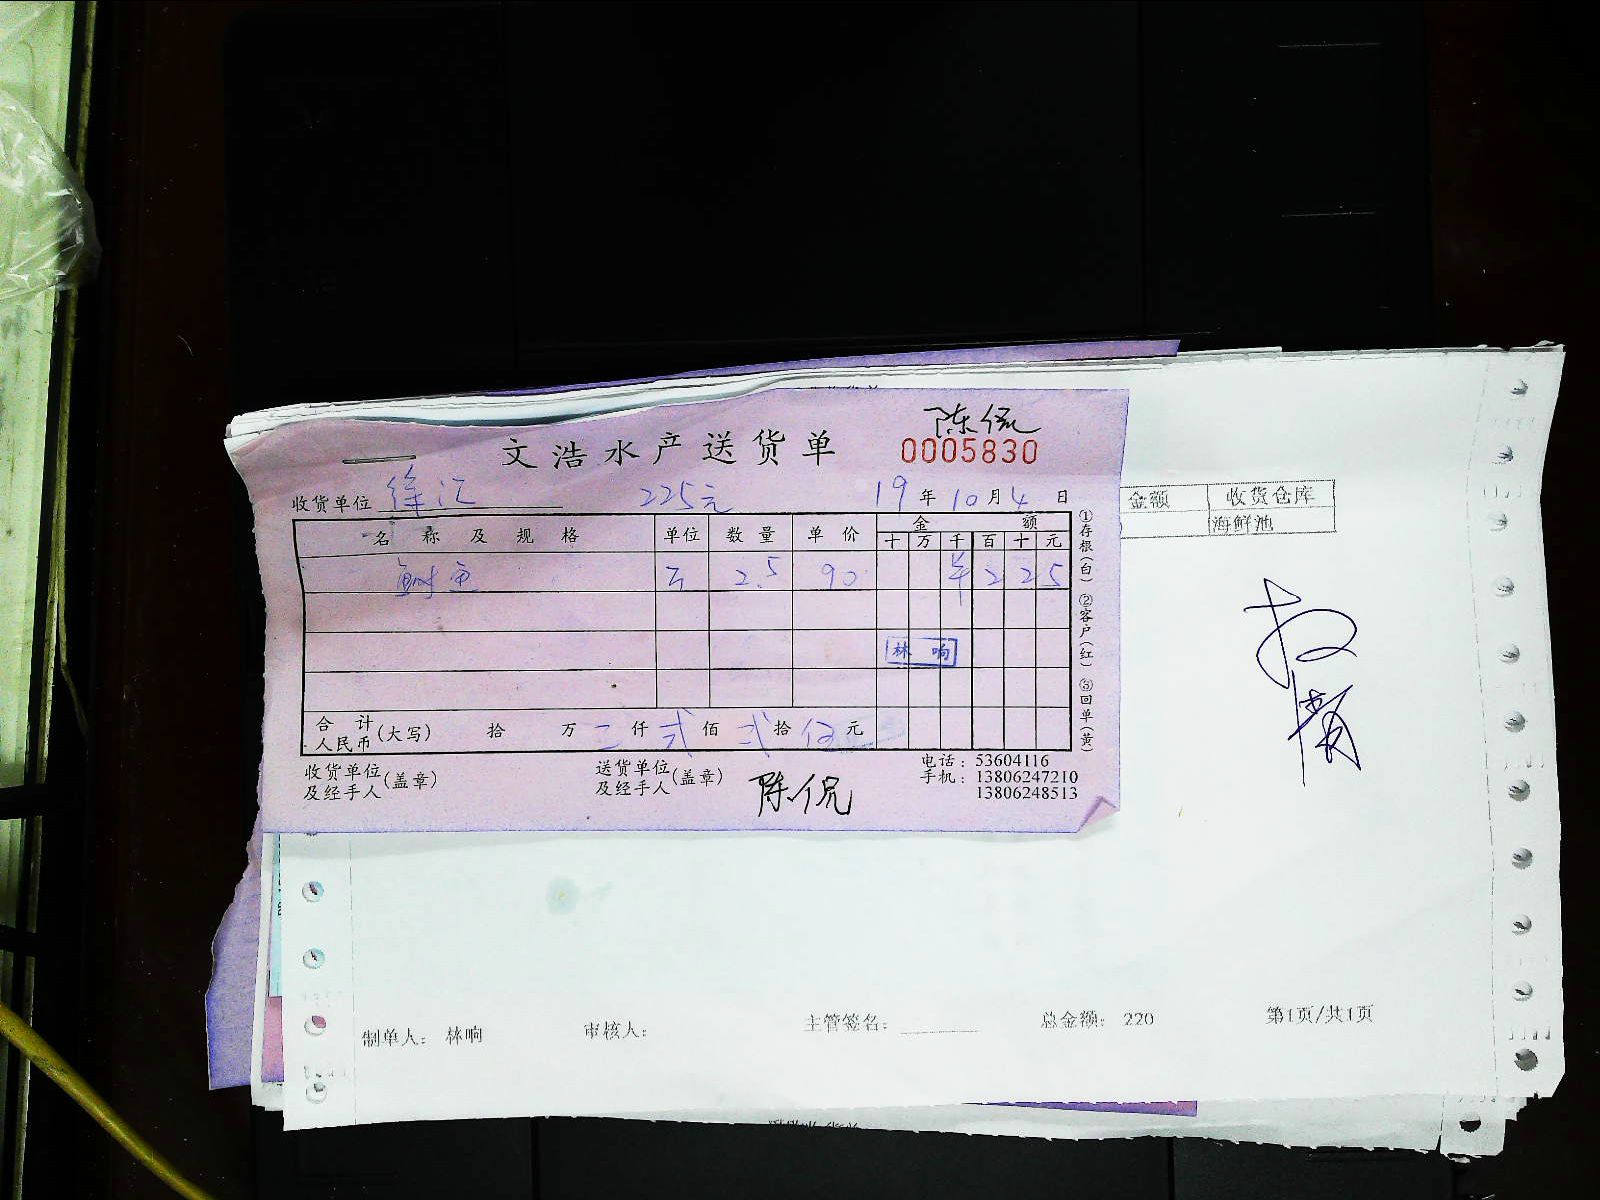 陈侃
文浩水产送货单
0005830
收货单位 徐汇 225元 19年10月4日
名称及规格 单位 数量 单价 金额
十 万 千 百 十 元
鱼 2.5 90 ¥ 2 2 5
林响
合计人民币(大写) 拾 万 仟 贰 佰 贰 拾 伍 元
收货单位及经手人(盖章) 送货单位及经手人(盖章) 陈侃
电话:53604116
手机:13806247210
13806248513
①存根(白) ②客户(红) ③回单(黄)
金额 收货仓库
海鲜池
制单人: 林响 审核人: 主管签名: 总金额: 220 第1页/共1页